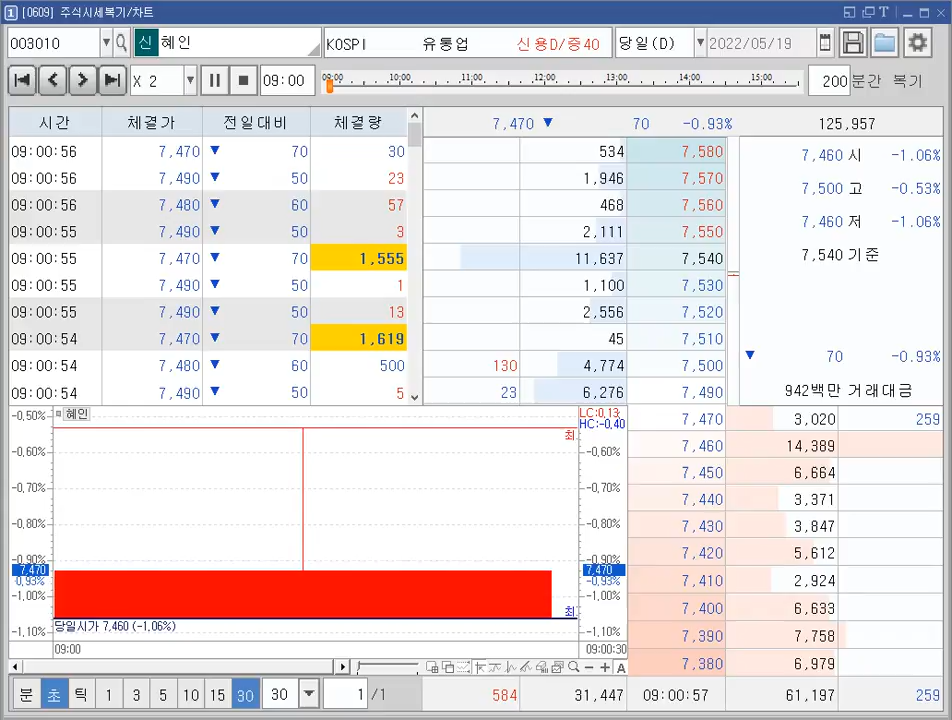 [0609] 주식시세복기/차트
003010 신 혜인 KOSPI 유통업 신용D/증40 당일(D) 2022/05/19
X 2 09:00 09:00 10:00 11:00 12:00 13:00 14:00 15:00 200 분간 복기
시간 체결가 전일대비 체결량 7,470 ▼ 70 -0.93% 125,957
09:00:56 7,470 ▼ 70 30 534 7,580 7,460 시 -1.06%
09:00:56 7,490 ▼ 50 23 1,946 7,570 7,500 고 -0.53%
09:00:56 7,480 ▼ 60 57 468 7,560 7,460 저 -1.06%
09:00:55 7,490 ▼ 50 3 2,111 7,550 7,540 기준
09:00:55 7,470 ▼ 70 1,555 11,637 7,540
09:00:55 7,490 ▼ 50 1 1,100 7,530
09:00:55 7,490 ▼ 50 13 2,556 7,520
09:00:54 7,470 ▼ 70 1,619 45 7,510 ▼ 70 -0.93%
09:00:54 7,480 ▼ 60 500 130 4,774 7,500
09:00:54 7,490 ▼ 50 5 23 6,276 7,490 942백만 거래대금
-0,50% 혜인 LC:0,13 7,470 3,020 259
HC:-0,40
최
-0,60% -0,60% 7,460 14,389
-0,70% -0,70% 7,450 6,664
-0,80% -0,80% 7,440 3,371
-0,90% -0,90% 7,430 3,847
7,470 7,470 7,420 5,612
0,93% -0,93% 7,410 2,924
-1,00% -1,00% 7,400 6,633
최
-1,10% 당일시가 7,460 (-1,06%) -1,10% 7,390 7,758
09:00 09:00:30 7,380 6,979
A
분 초 틱 1 3 5 10 15 30 30 1 /1 584 31,447 09:00:57 61,197 259